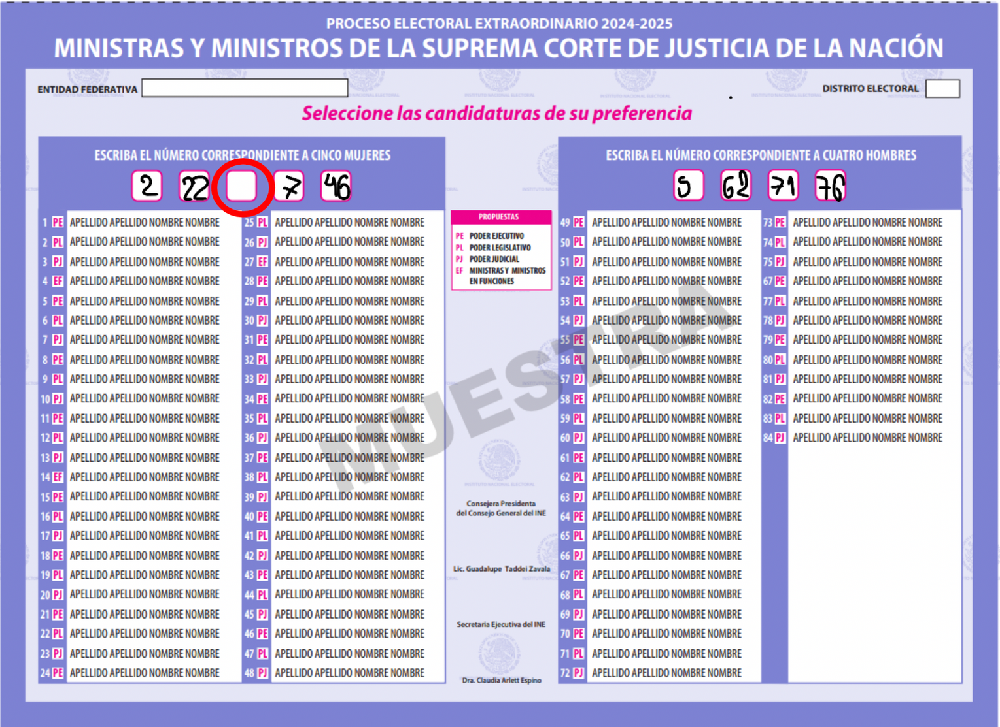 PROCESO ELECTORAL EXTRAORDINARIO 2024-2025
MINISTRAS Y MINISTROS DE LA SUPREMA CORTE DE JUSTICIA DE LA NACIÓN
ENTIDAD FEDERATIVA
DISTRITO ELECTORAL
Seleccione las candidaturas de su preferencia
ESCRIBA EL NÚMERO CORRESPONDIENTE A CINCO MUJERES
2 22 7 46
1 PE APELLIDO APELLIDO NOMBRE NOMBRE
2 PL APELLIDO APELLIDO NOMBRE NOMBRE
3 PJ APELLIDO APELLIDO NOMBRE NOMBRE
4 EF APELLIDO APELLIDO NOMBRE NOMBRE
5 PE APELLIDO APELLIDO NOMBRE NOMBRE
6 PL APELLIDO APELLIDO NOMBRE NOMBRE
7 PJ APELLIDO APELLIDO NOMBRE NOMBRE
8 PE APELLIDO APELLIDO NOMBRE NOMBRE
9 PL APELLIDO APELLIDO NOMBRE NOMBRE
10 PJ APELLIDO APELLIDO NOMBRE NOMBRE
11 PE APELLIDO APELLIDO NOMBRE NOMBRE
12 PL APELLIDO APELLIDO NOMBRE NOMBRE
13 PJ APELLIDO APELLIDO NOMBRE NOMBRE
14 EF APELLIDO APELLIDO NOMBRE NOMBRE
15 PE APELLIDO APELLIDO NOMBRE NOMBRE
16 PL APELLIDO APELLIDO NOMBRE NOMBRE
17 PJ APELLIDO APELLIDO NOMBRE NOMBRE
18 PE APELLIDO APELLIDO NOMBRE NOMBRE
19 PL APELLIDO APELLIDO NOMBRE NOMBRE
20 PJ APELLIDO APELLIDO NOMBRE NOMBRE
21 PE APELLIDO APELLIDO NOMBRE NOMBRE
22 PL APELLIDO APELLIDO NOMBRE NOMBRE
23 PJ APELLIDO APELLIDO NOMBRE NOMBRE
24 PE APELLIDO APELLIDO NOMBRE NOMBRE
25 PL APELLIDO APELLIDO NOMBRE NOMBRE
26 PJ APELLIDO APELLIDO NOMBRE NOMBRE
27 EF APELLIDO APELLIDO NOMBRE NOMBRE
28 PE APELLIDO APELLIDO NOMBRE NOMBRE
29 PL APELLIDO APELLIDO NOMBRE NOMBRE
30 PJ APELLIDO APELLIDO NOMBRE NOMBRE
31 PE APELLIDO APELLIDO NOMBRE NOMBRE
32 PL APELLIDO APELLIDO NOMBRE NOMBRE
33 PJ APELLIDO APELLIDO NOMBRE NOMBRE
34 PE APELLIDO APELLIDO NOMBRE NOMBRE
35 PL APELLIDO APELLIDO NOMBRE NOMBRE
36 PJ APELLIDO APELLIDO NOMBRE NOMBRE
37 PE APELLIDO APELLIDO NOMBRE NOMBRE
38 PL APELLIDO APELLIDO NOMBRE NOMBRE
39 PJ APELLIDO APELLIDO NOMBRE NOMBRE
40 PE APELLIDO APELLIDO NOMBRE NOMBRE
41 PL APELLIDO APELLIDO NOMBRE NOMBRE
42 PJ APELLIDO APELLIDO NOMBRE NOMBRE
43 PE APELLIDO APELLIDO NOMBRE NOMBRE
44 PL APELLIDO APELLIDO NOMBRE NOMBRE
45 PJ APELLIDO APELLIDO NOMBRE NOMBRE
46 PE APELLIDO APELLIDO NOMBRE NOMBRE
47 PL APELLIDO APELLIDO NOMBRE NOMBRE
48 PJ APELLIDO APELLIDO NOMBRE NOMBRE
PROPUESTAS
PE PODER EJECUTIVO
PL PODER LEGISLATIVO
PJ PODER JUDICIAL
EF MINISTRAS Y MINISTROS
EN FUNCIONES
MUESTRA
INSTITUTO NACIONAL ELECTORAL
Consejera Presidenta
del Consejo General del INE
Lic. Guadalupe Taddei Zavala
Secretaria Ejecutiva del INE
Dra. Claudia Arlett Espino
ESCRIBA EL NÚMERO CORRESPONDIENTE A CUATRO HOMBRES
5 62 71 76
49 PE APELLIDO APELLIDO NOMBRE NOMBRE
50 PL APELLIDO APELLIDO NOMBRE NOMBRE
51 PJ APELLIDO APELLIDO NOMBRE NOMBRE
52 PE APELLIDO APELLIDO NOMBRE NOMBRE
53 PL APELLIDO APELLIDO NOMBRE NOMBRE
54 PJ APELLIDO APELLIDO NOMBRE NOMBRE
55 PE APELLIDO APELLIDO NOMBRE NOMBRE
56 PL APELLIDO APELLIDO NOMBRE NOMBRE
57 PJ APELLIDO APELLIDO NOMBRE NOMBRE
58 PE APELLIDO APELLIDO NOMBRE NOMBRE
59 PL APELLIDO APELLIDO NOMBRE NOMBRE
60 PJ APELLIDO APELLIDO NOMBRE NOMBRE
61 PE APELLIDO APELLIDO NOMBRE NOMBRE
62 PL APELLIDO APELLIDO NOMBRE NOMBRE
63 PJ APELLIDO APELLIDO NOMBRE NOMBRE
64 PE APELLIDO APELLIDO NOMBRE NOMBRE
65 PL APELLIDO APELLIDO NOMBRE NOMBRE
66 PJ APELLIDO APELLIDO NOMBRE NOMBRE
67 PE APELLIDO APELLIDO NOMBRE NOMBRE
68 PL APELLIDO APELLIDO NOMBRE NOMBRE
69 PJ APELLIDO APELLIDO NOMBRE NOMBRE
70 PE APELLIDO APELLIDO NOMBRE NOMBRE
71 PL APELLIDO APELLIDO NOMBRE NOMBRE
72 PJ APELLIDO APELLIDO NOMBRE NOMBRE
73 PE APELLIDO APELLIDO NOMBRE NOMBRE
74 PL APELLIDO APELLIDO NOMBRE NOMBRE
75 PJ APELLIDO APELLIDO NOMBRE NOMBRE
67 PE APELLIDO APELLIDO NOMBRE NOMBRE
77 PL APELLIDO APELLIDO NOMBRE NOMBRE
78 PJ APELLIDO APELLIDO NOMBRE NOMBRE
79 PE APELLIDO APELLIDO NOMBRE NOMBRE
80 PL APELLIDO APELLIDO NOMBRE NOMBRE
81 PJ APELLIDO APELLIDO NOMBRE NOMBRE
82 PE APELLIDO APELLIDO NOMBRE NOMBRE
83 PL APELLIDO APELLIDO NOMBRE NOMBRE
84 PJ APELLIDO APELLIDO NOMBRE NOMBRE